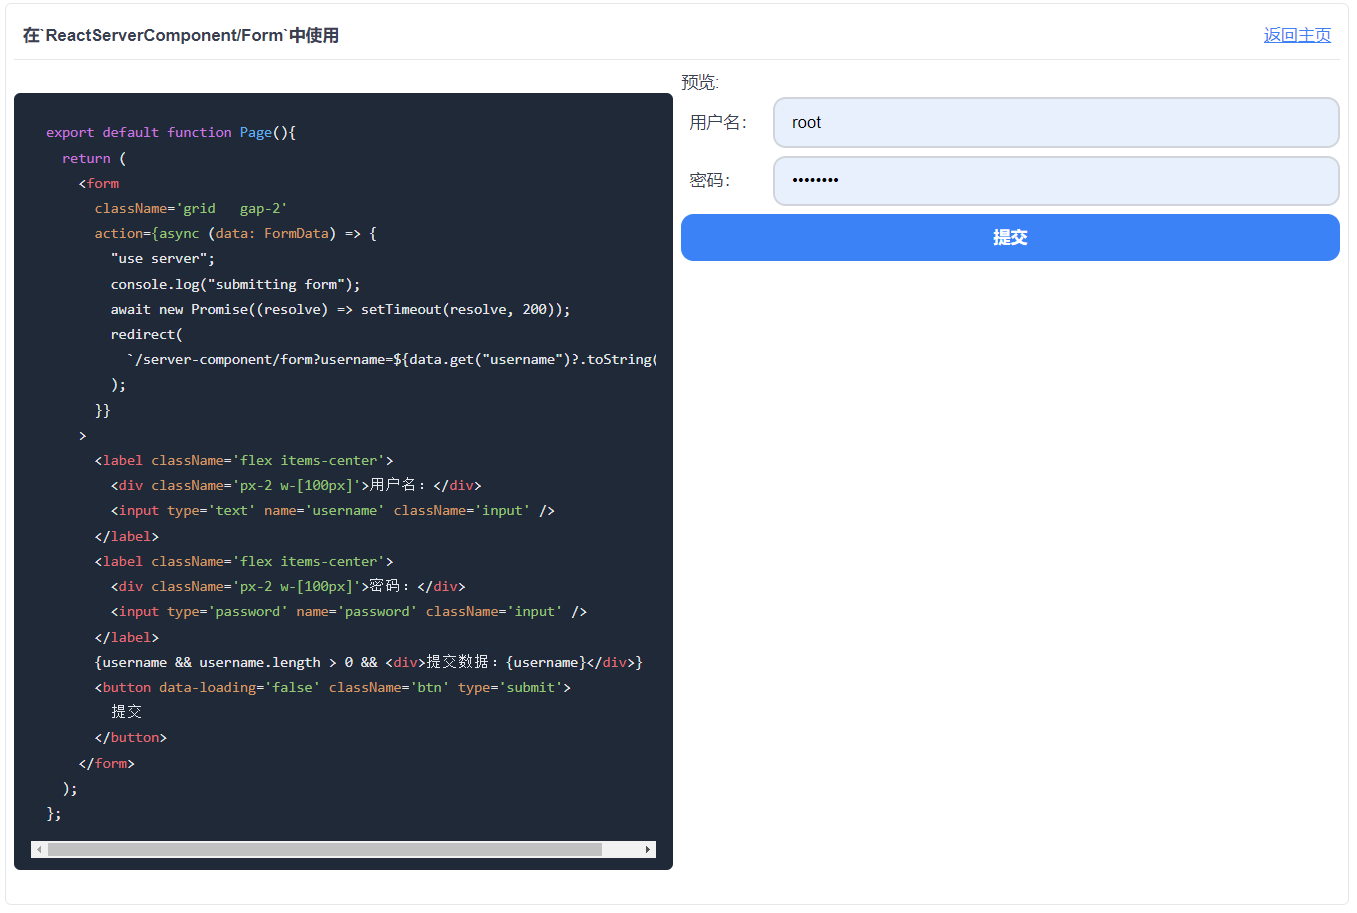 在`ReactServerComponent/Form`中使用
返回主页
export default function Page(){
  return (
    <form
      className='grid   gap-2'
      action={async (data: FormData) => {
        "use server";
        console.log("submitting form");
        await new Promise((resolve) => setTimeout(resolve, 200));
        redirect(
          `/server-component/form?username=${data.get("username")?.toString(
        );
      }}
    >
      <label className='flex items-center'>
        <div className='px-2 w-[100px]'>用户名：</div>
        <input type='text' name='username' className='input' />
      </label>
      <label className='flex items-center'>
        <div className='px-2 w-[100px]'>密码：</div>
        <input type='password' name='password' className='input' />
      </label>
      {username && username.length > 0 && <div>提交数据：{username}</div>}
      <button data-loading='false' className='btn' type='submit'>
        提交
      </button>
    </form>
  );
};
预览:
用户名：
root
密码：
••••••••
提交